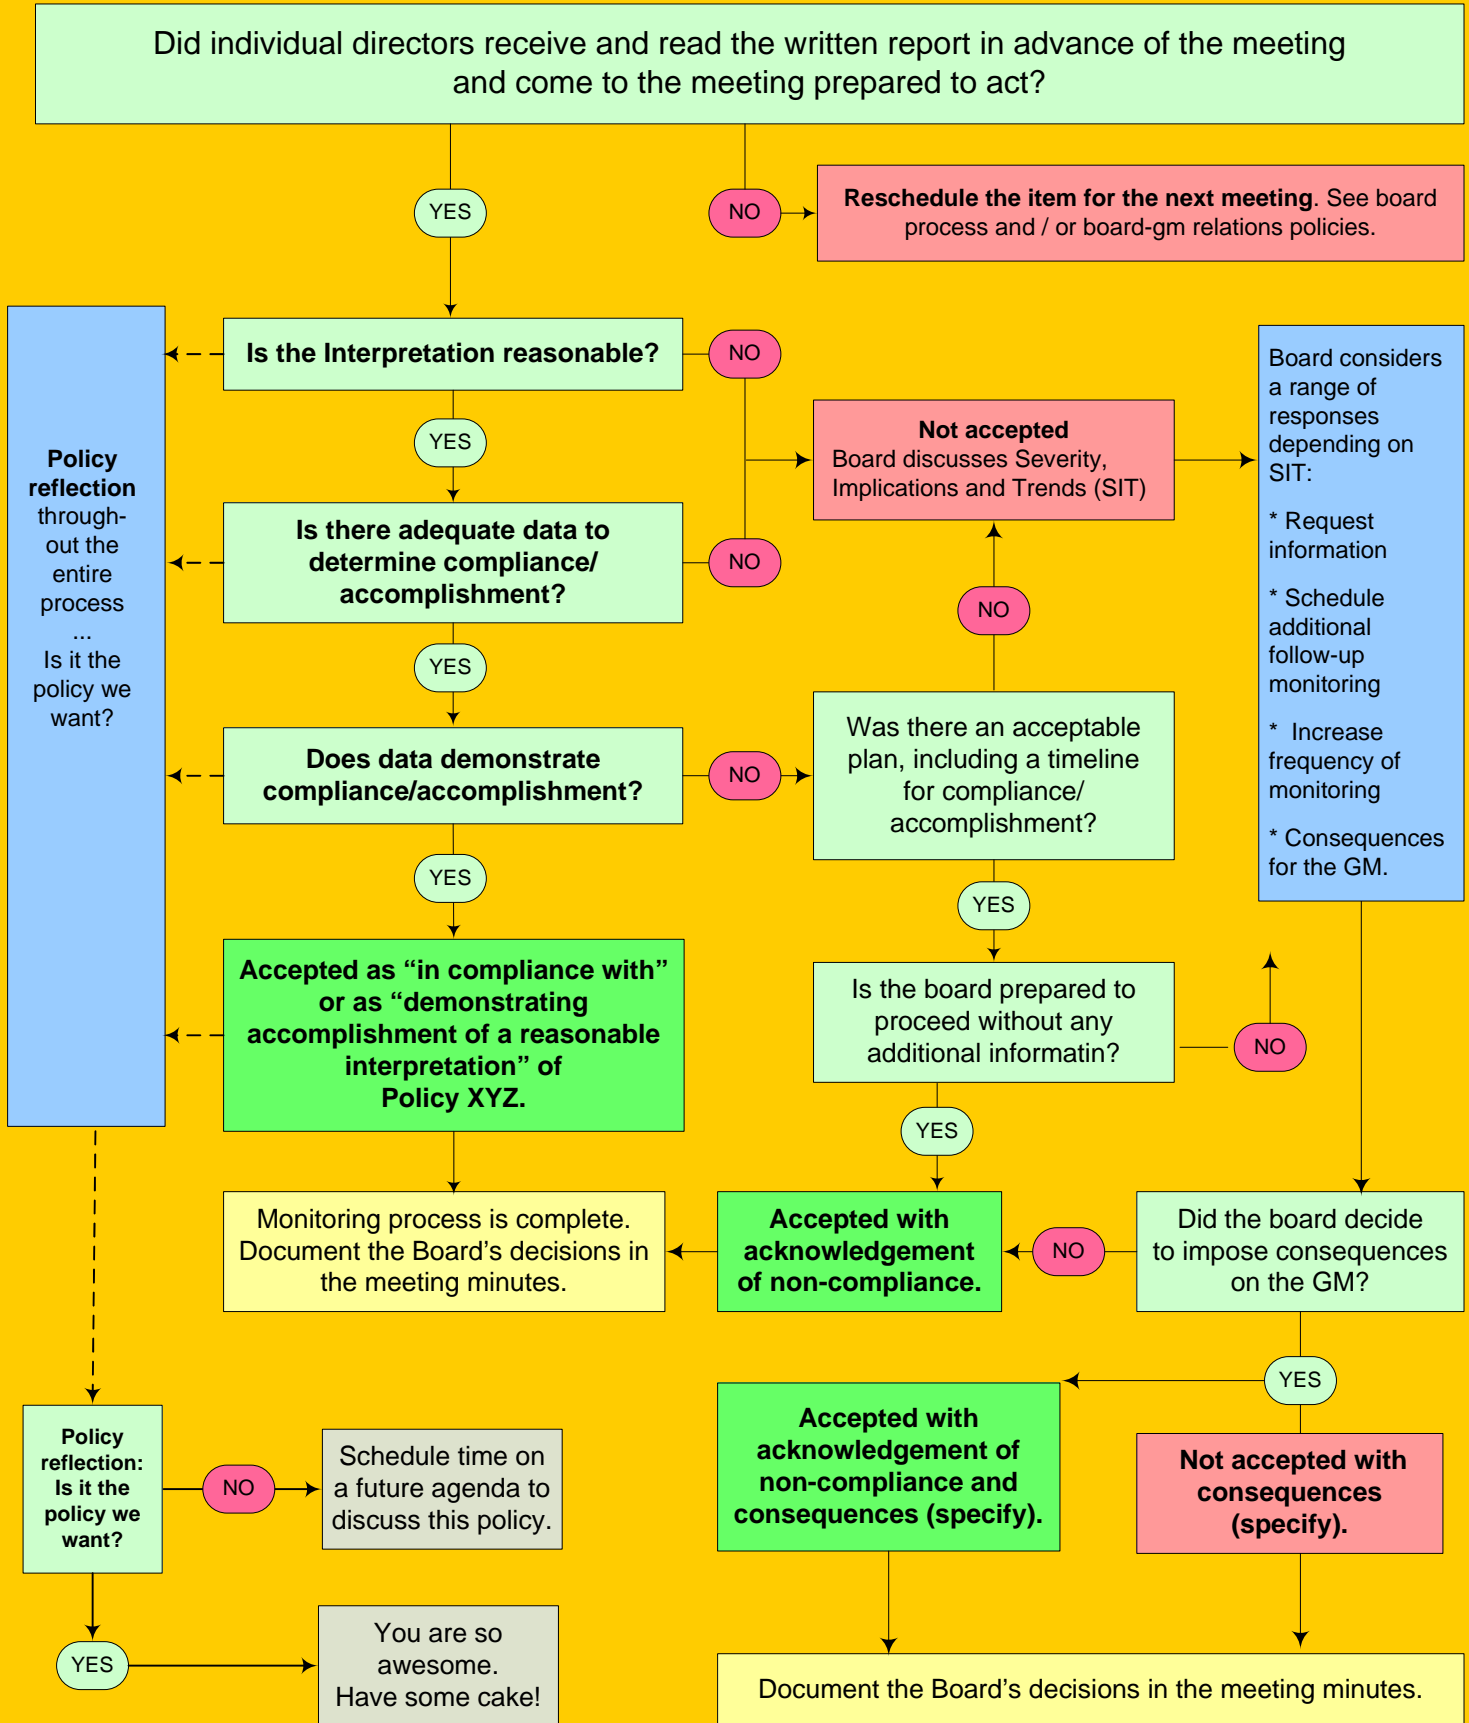 Did individual directors receive and read the written report in advance of the meeting
and come to the meeting prepared to act?
YES
NO
Reschedule the item for the next meeting. See board
process and / or board-gm relations policies.
Policy
reflection
through-
out the
entire
process
...
Is it the
policy we
want?
Is the Interpretation reasonable?
NO
YES
Is there adequate data to
determine compliance/
accomplishment?
NO
YES
Does data demonstrate
compliance/accomplishment?
NO
YES
Accepted as “in compliance with”
or as “demonstrating
accomplishment of a reasonable
interpretation” of
Policy XYZ.
Monitoring process is complete.
Document the Board’s decisions in
the meeting minutes.
Not accepted
Board discusses Severity,
Implications and Trends (SIT)
NO
Was there an acceptable
plan, including a timeline
for compliance/
accomplishment?
YES
Is the board prepared to
proceed without any
additional informatin?
NO
YES
Accepted with
acknowledgement
of non-compliance.
Board considers
a range of
responses
depending on
SIT:
* Request
information
* Schedule
additional
follow-up
monitoring
* Increase
frequency of
monitoring
* Consequences
for the GM.
Did the board decide
to impose consequences
on the GM?
NO
YES
Accepted with
acknowledgement of
non-compliance and
consequences (specify).
Not accepted with
consequences
(specify).
Document the Board’s decisions in the meeting minutes.
Policy
reflection:
Is it the
policy we
want?
NO
Schedule time on
a future agenda to
discuss this policy.
YES
You are so
awesome.
Have some cake!